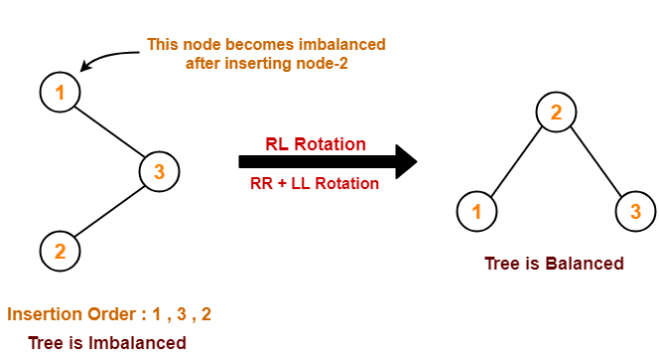 This node becomes imbalanced
after inserting node-2
1
3
2
RL Rotation
RR + LL Rotation
2
1
3
Tree is Balanced
Insertion Order : 1 , 3 , 2
Tree is Imbalanced